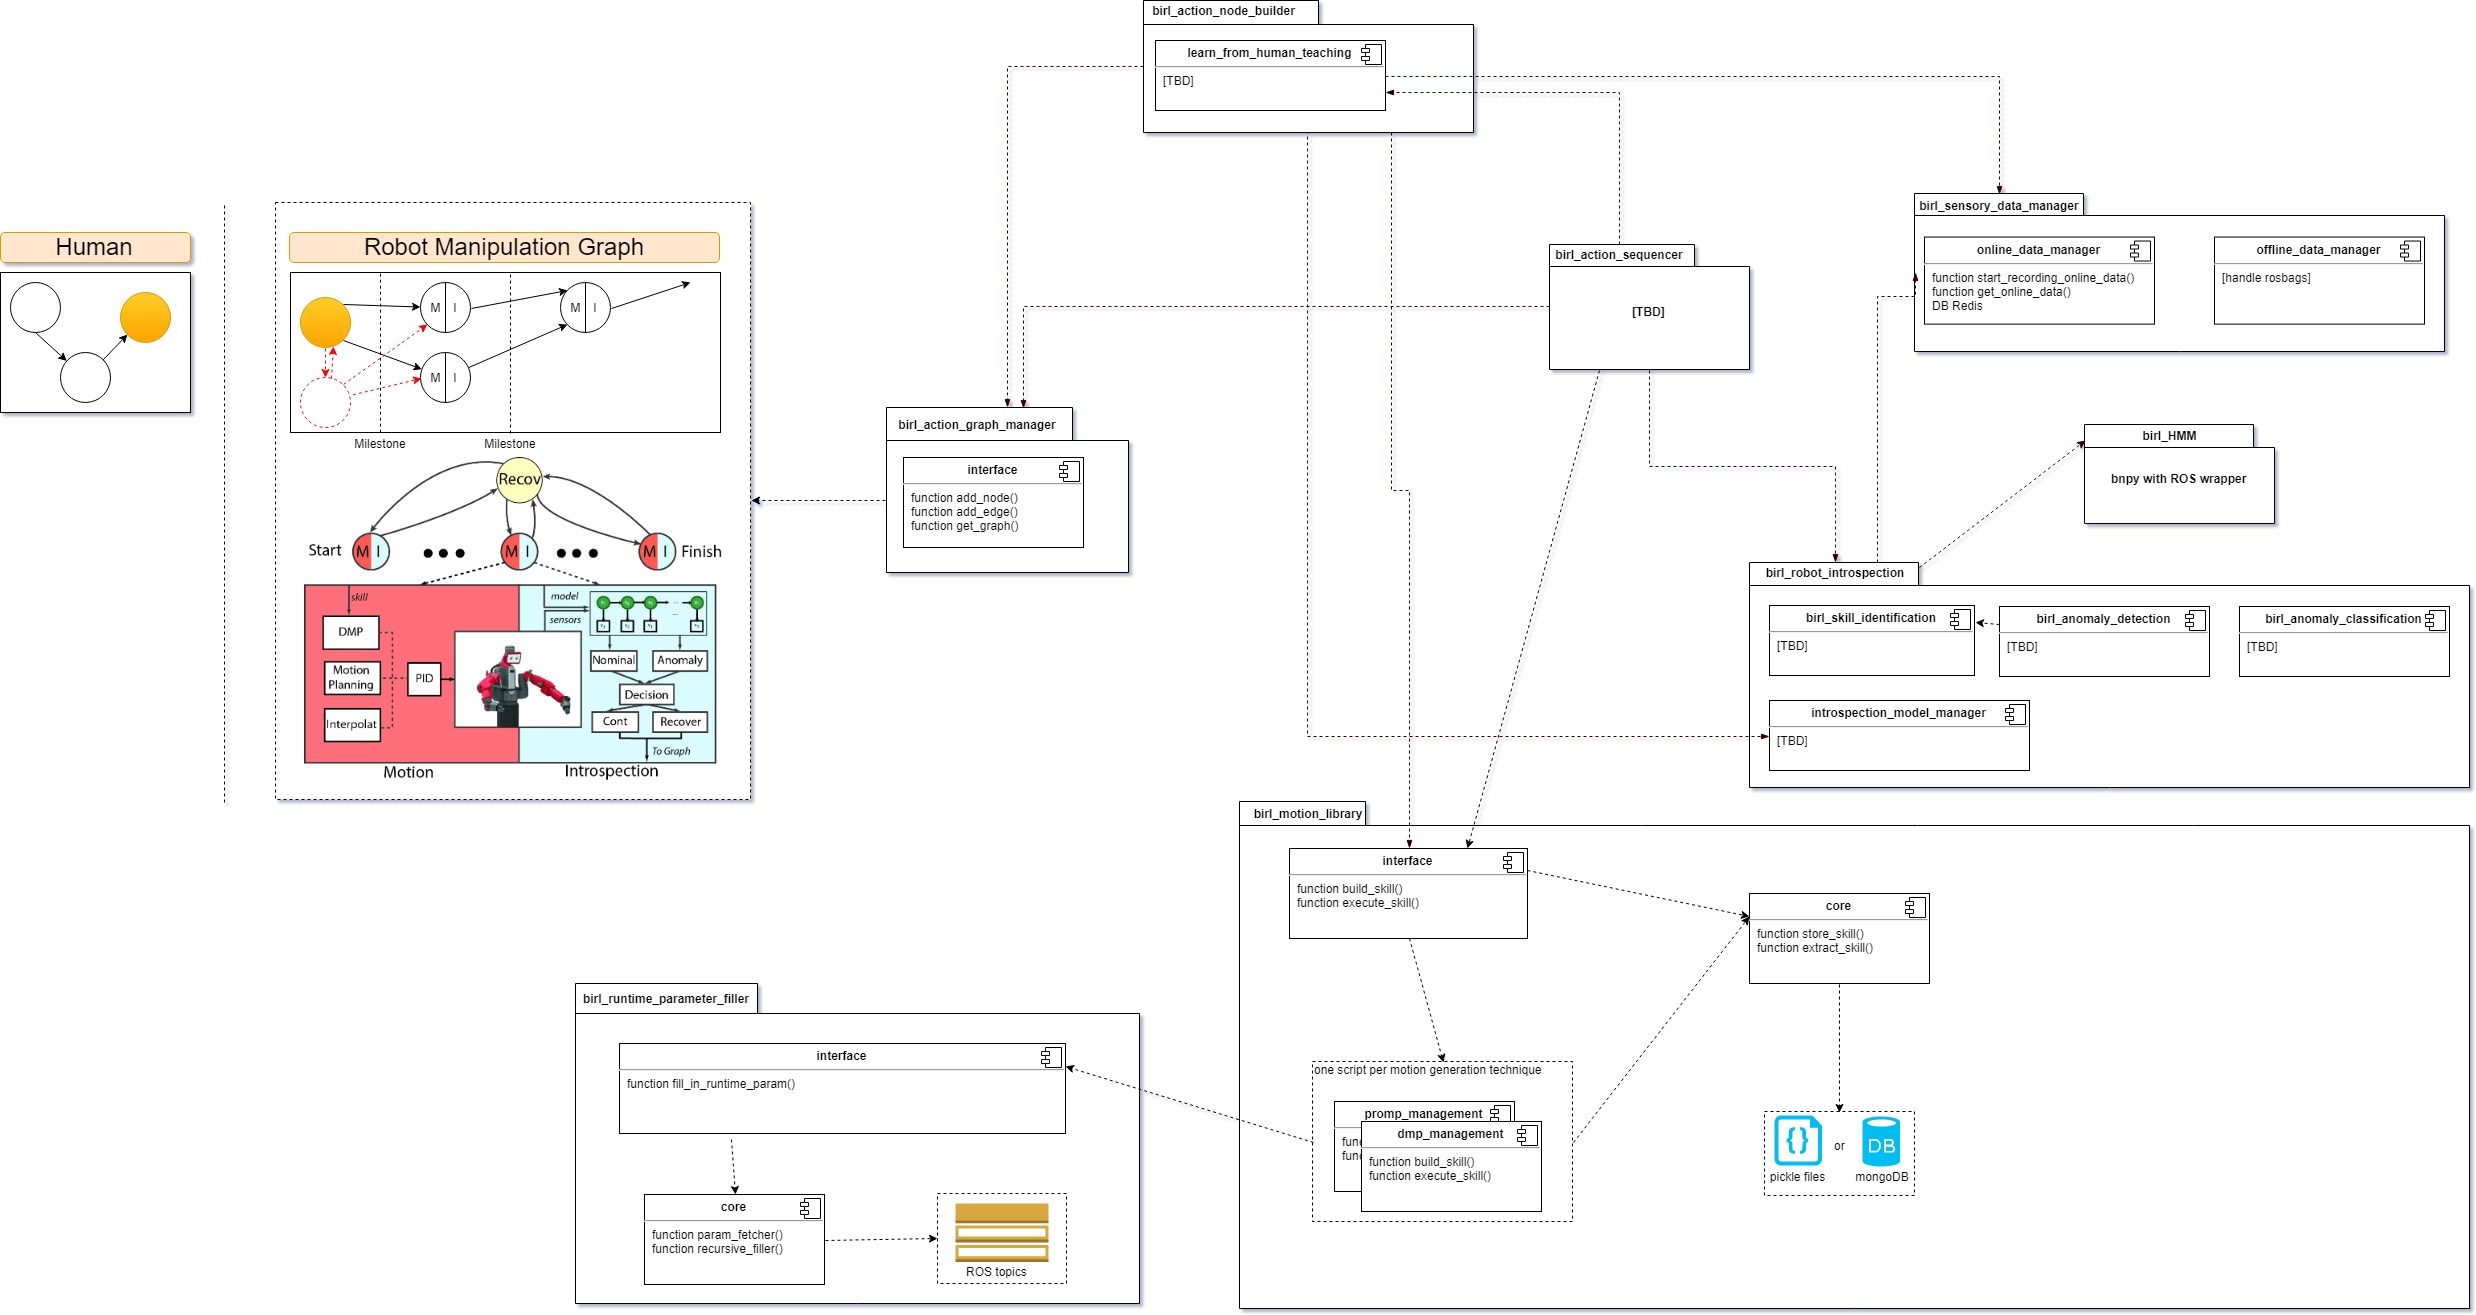 birl_action_node_builder
learn_from_human_teaching
[TBD]
birl_sensory_data_manager
online_data_manager
function start_recording_online_data()
function get_online_data()
DB Redis
offline_data_manager
[handle rosbags]
birl_action_sequencer
[TBD]
Human
Robot Manipulation Graph
M I
M I
M I
Milestone
Milestone
Recov
Start
M I
M I
M I
Finish
skill
DMP
Motion
Planning
Interpolat
PID
model
sensors
Nominal
Anomaly
Decision
Cont
Recover
To Graph
Motion
Introspection
birl_action_graph_manager
interface
function add_node()
function add_edge()
function get_graph()
birl_HMM
bnpy with ROS wrapper
birl_robot_introspection
birl_skill_identification
[TBD]
birl_anomaly_detection
[TBD]
birl_anomaly_classification
[TBD]
introspection_model_manager
[TBD]
birl_motion_library
interface
function build_skill()
function execute_skill()
core
function store_skill()
function extract_skill()
one script per motion generation technique
promp_management
func
func
dmp_management
function build_skill()
function execute_skill()
{}
or
DB
pickle files
mongoDB
birl_runtime_parameter_filler
interface
function fill_in_runtime_param()
core
function param_fetcher()
function recursive_filler()
ROS topics